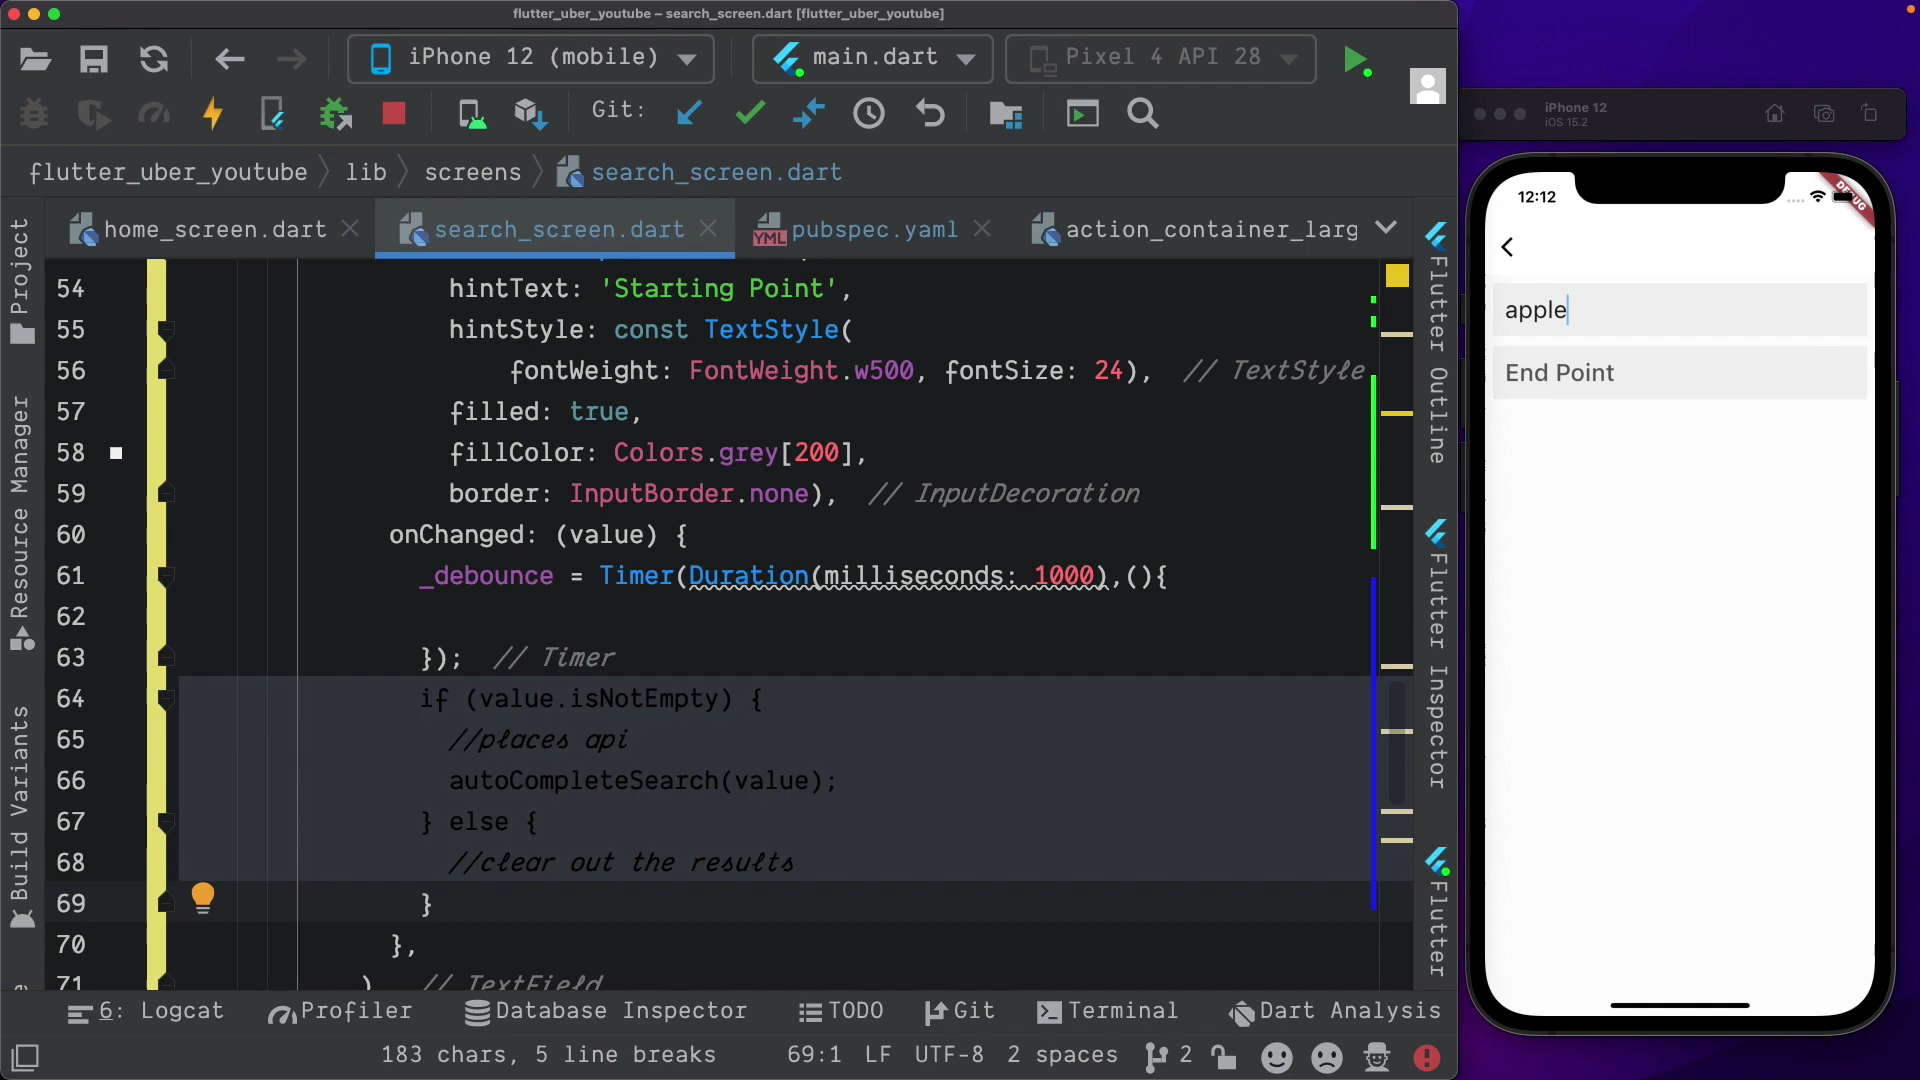 flutter_uber_youtube – search_screen.dart [flutter_uber_youtube]
iPhone 12 (mobile)
main.dart
Pixel 4 API 28
Git:
flutter_uber_youtube
lib
screens
search_screen.dart
home_screen.dart
search_screen.dart
YML
pubspec.yaml
action_container_larg
54 hintText: 'Starting Point',
55 hintStyle: const TextStyle(
56 fontWeight: FontWeight.w500, fontSize: 24), // TextStyle
57 filled: true,
58 fillColor: Colors.grey[200],
59 border: InputBorder.none), // InputDecoration
60 onChanged: (value) {
61 _debounce = Timer(Duration(milliseconds: 1000),(){
62
63 }); // Timer
64 if (value.isNotEmpty) {
65 //places api
66 autoCompleteSearch(value);
67 } else {
68 //clear out the results
69 }
70 },
71 ) // TextField
Project
Resource Manager
Build Variants
Flutter Outline
Flutter Inspector
Flutter
6: Logcat
Profiler
Database Inspector
TODO
Git
Terminal
Dart Analysis
183 chars, 5 line breaks
69:1
LF
UTF-8
2 spaces
2
iPhone 12
iOS 15.2
12:12
DEBUG
apple
End Point